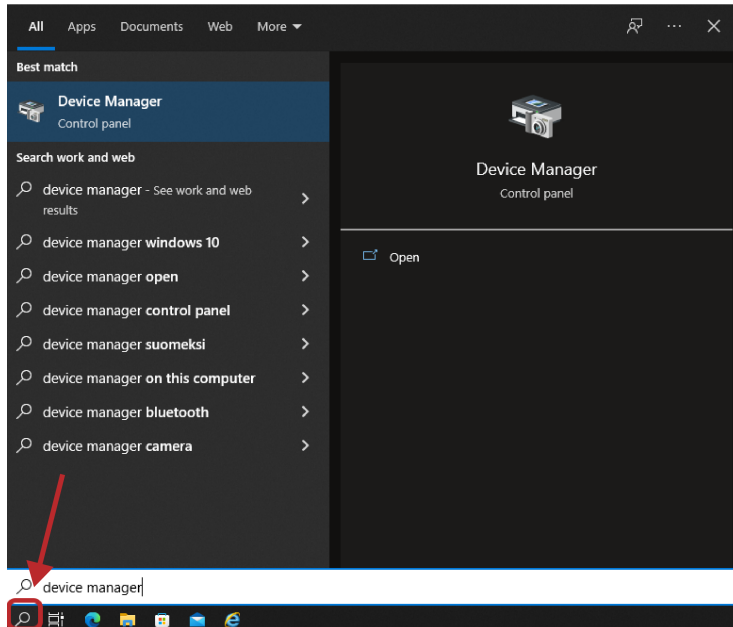 All Apps Documents Web More
Best match
Device Manager
Control panel
Search work and web
device manager - See work and web
results
device manager windows 10
device manager open
device manager control panel
device manager suomeksi
device manager on this computer
device manager bluetooth
device manager camera
Device Manager
Control panel
Open
device manager